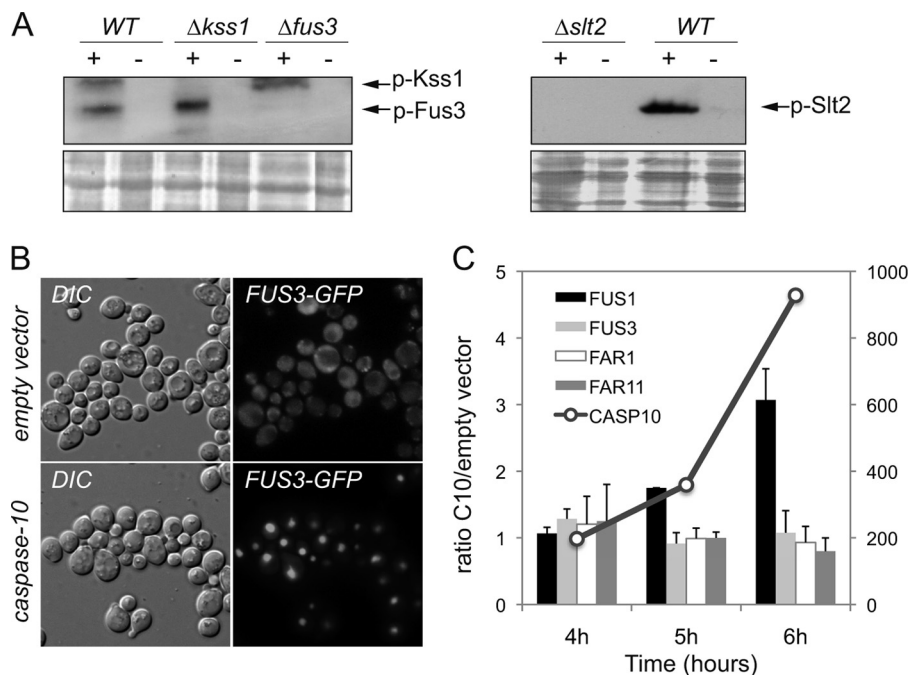 A
WT Δkss1 Δfus3
+ - + - + -
p-Kss1
p-Fus3
Δslt2 WT
+ - + -
p-Slt2
B
DIC FUS3-GFP
empty vector
DIC FUS3-GFP
caspase-10
C
ratio C10/empty vector
5
4
3
2
1
0
FUS1
FUS3
FAR1
FAR11
CASP10
1000
800
600
400
200
0
4h 5h 6h
Time (hours)